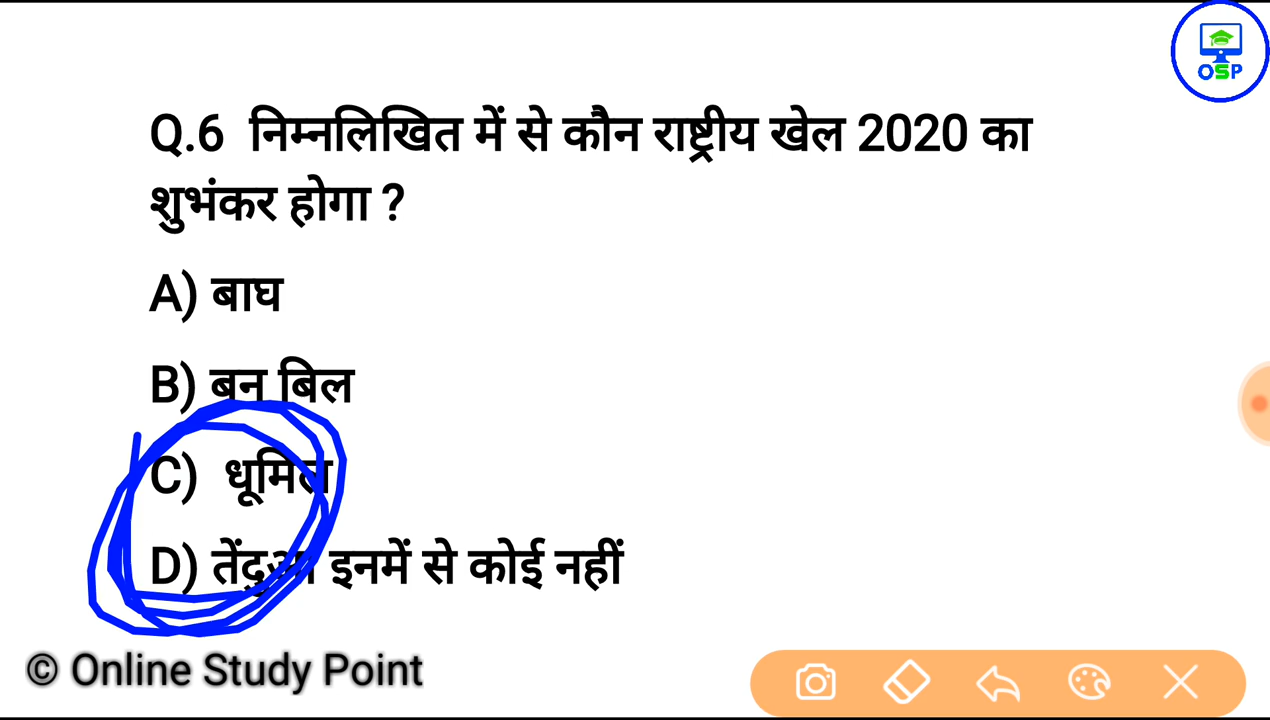 OSP
Q.6 निम्नलिखित में से कौन राष्ट्रीय खेल 2020 का
शुभंकर होगा ?
A) बाघ
B) बन बिल
C) धूमिल
D) तेंदुआ इनमें से कोई नहीं
© Online Study Point